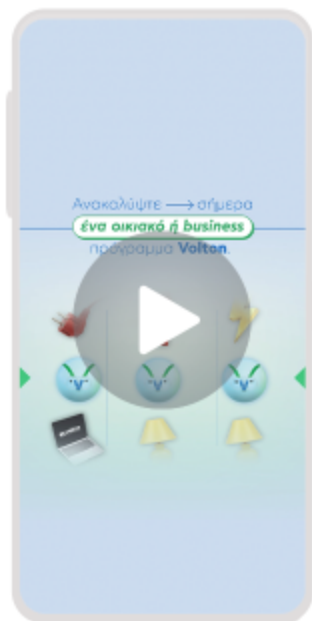 Ανακαλύψτε → σήμερα
ένα οικιακό ή business
πρόγραμμα Volton.
"V" "V" "V"